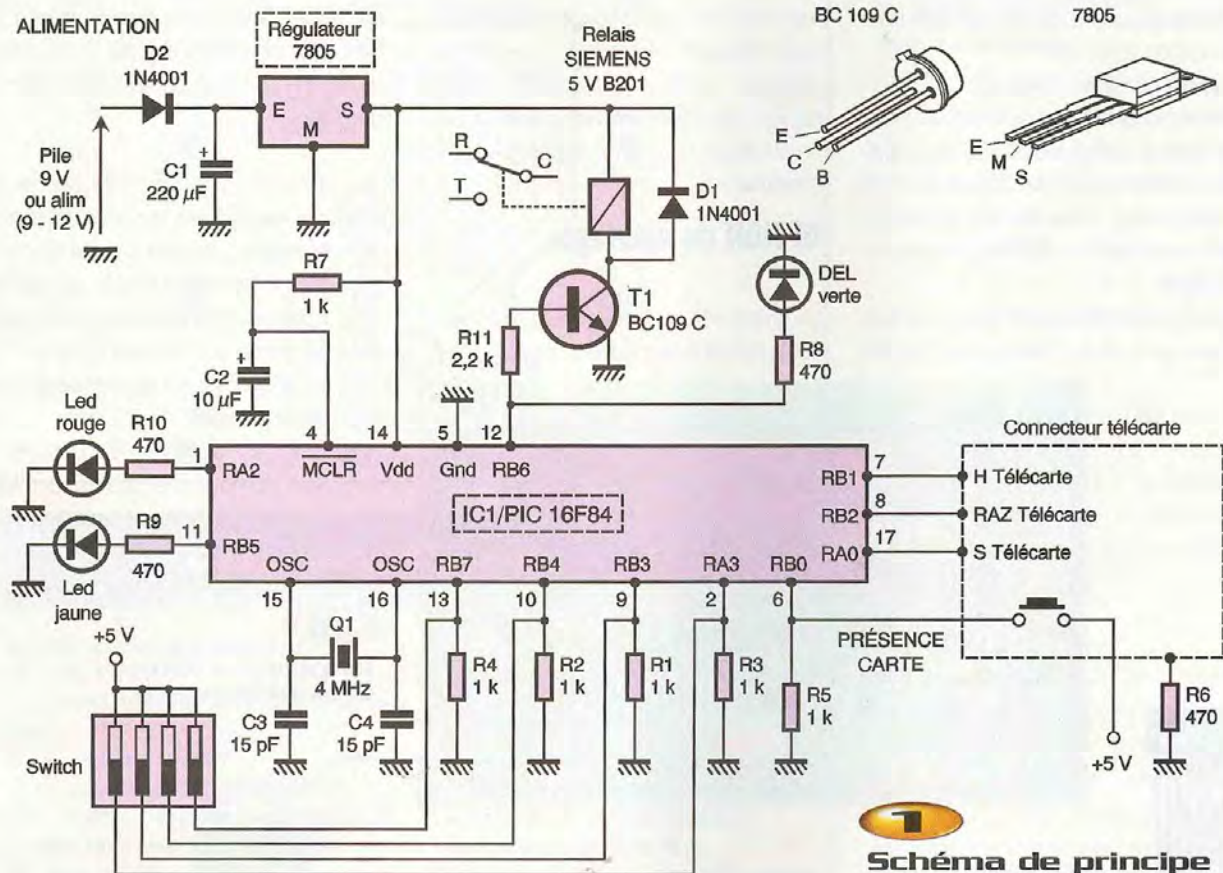 ALIMENTATION
D2
1N4001
Régulateur
7805
E
S
M
Pile
9 V
ou alim
(9 - 12 V)
+
C1
220 µF
Relais
SIEMENS
5 V B201
R
C
T
D1
1N4001
BC 109 C
E
C
B
7805
E
M
S
R7
1 k
+
C2
10 µF
T1
BC109 C
R11
2,2 k
DEL
verte
R8
470
Led
rouge
R10
470
1
RA2
4
MCLR
14
Vdd
5
Gnd
12
RB6
IC1/PIC 16F84
Led
jaune
R9
470
11
RB5
Connecteur télécarte
RB1
7
H Télécarte
RB2
8
RAZ Télécarte
RA0
17
S Télécarte
OSC
15
OSC
16
RB7
13
RB4
10
RB3
9
RA3
2
RB0
6
PRÉSENCE
CARTE
+5 V
Q1
4 MHz
C3
15 pF
C4
15 pF
R4
1 k
R2
1 k
R1
1 k
R3
1 k
R5
1 k
R6
470
+5 V
Switch
1
Schéma de principe